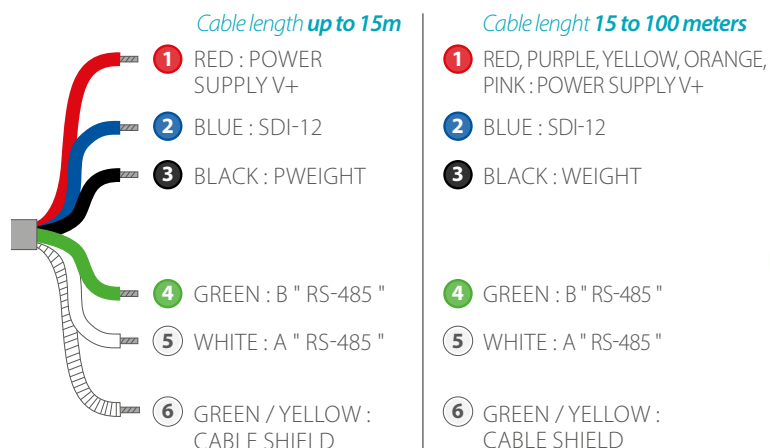 Cable length up to 15m
1 RED : POWER
SUPPLY V+
2 BLUE : SDI-12
3 BLACK : PWEIGHT
4 GREEN : B " RS-485 "
5 WHITE : A " RS-485 "
6 GREEN / YELLOW :
CABLE SHIELD
Cable lenght 15 to 100 meters
1 RED, PURPLE, YELLOW, ORANGE,
PINK : POWER SUPPLY V+
2 BLUE : SDI-12
3 BLACK : WEIGHT
4 GREEN : B " RS-485 "
5 WHITE : A " RS-485 "
6 GREEN / YELLOW :
CABLE SHIELD